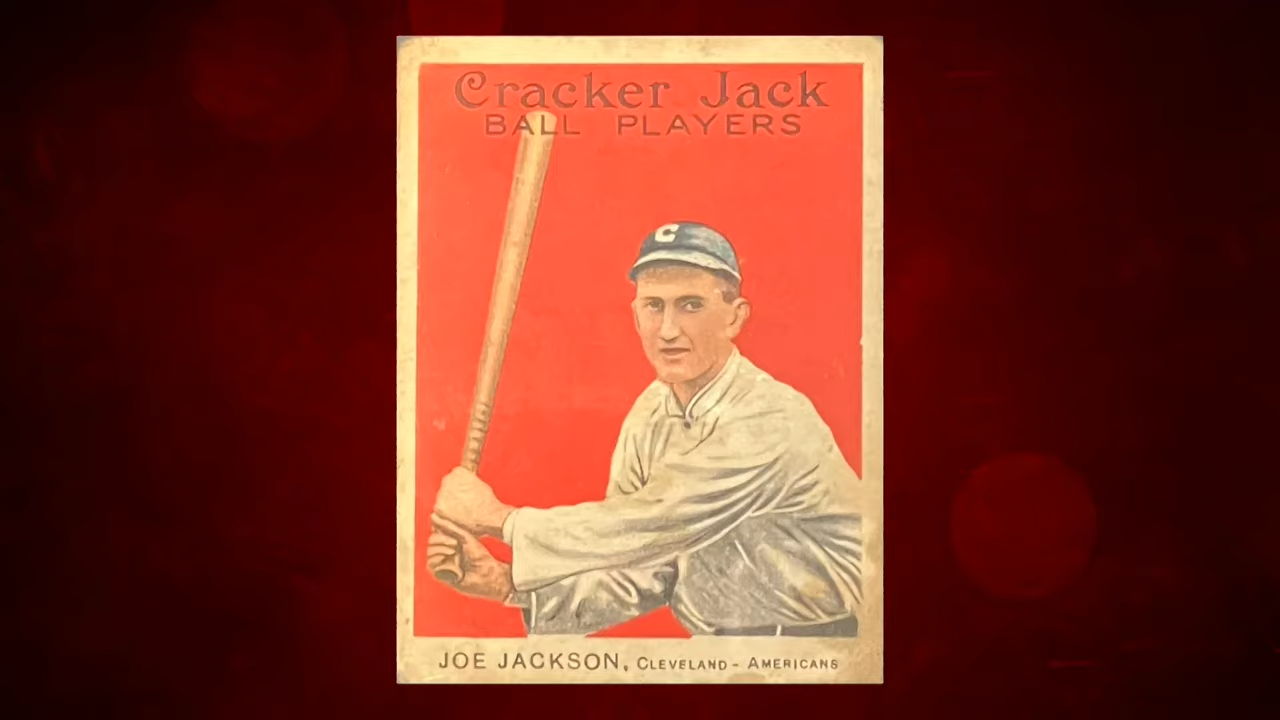 Cracker Jack
BALL PLAYERS
C
JOE JACKSON, CLEVELAND - AMERICANS